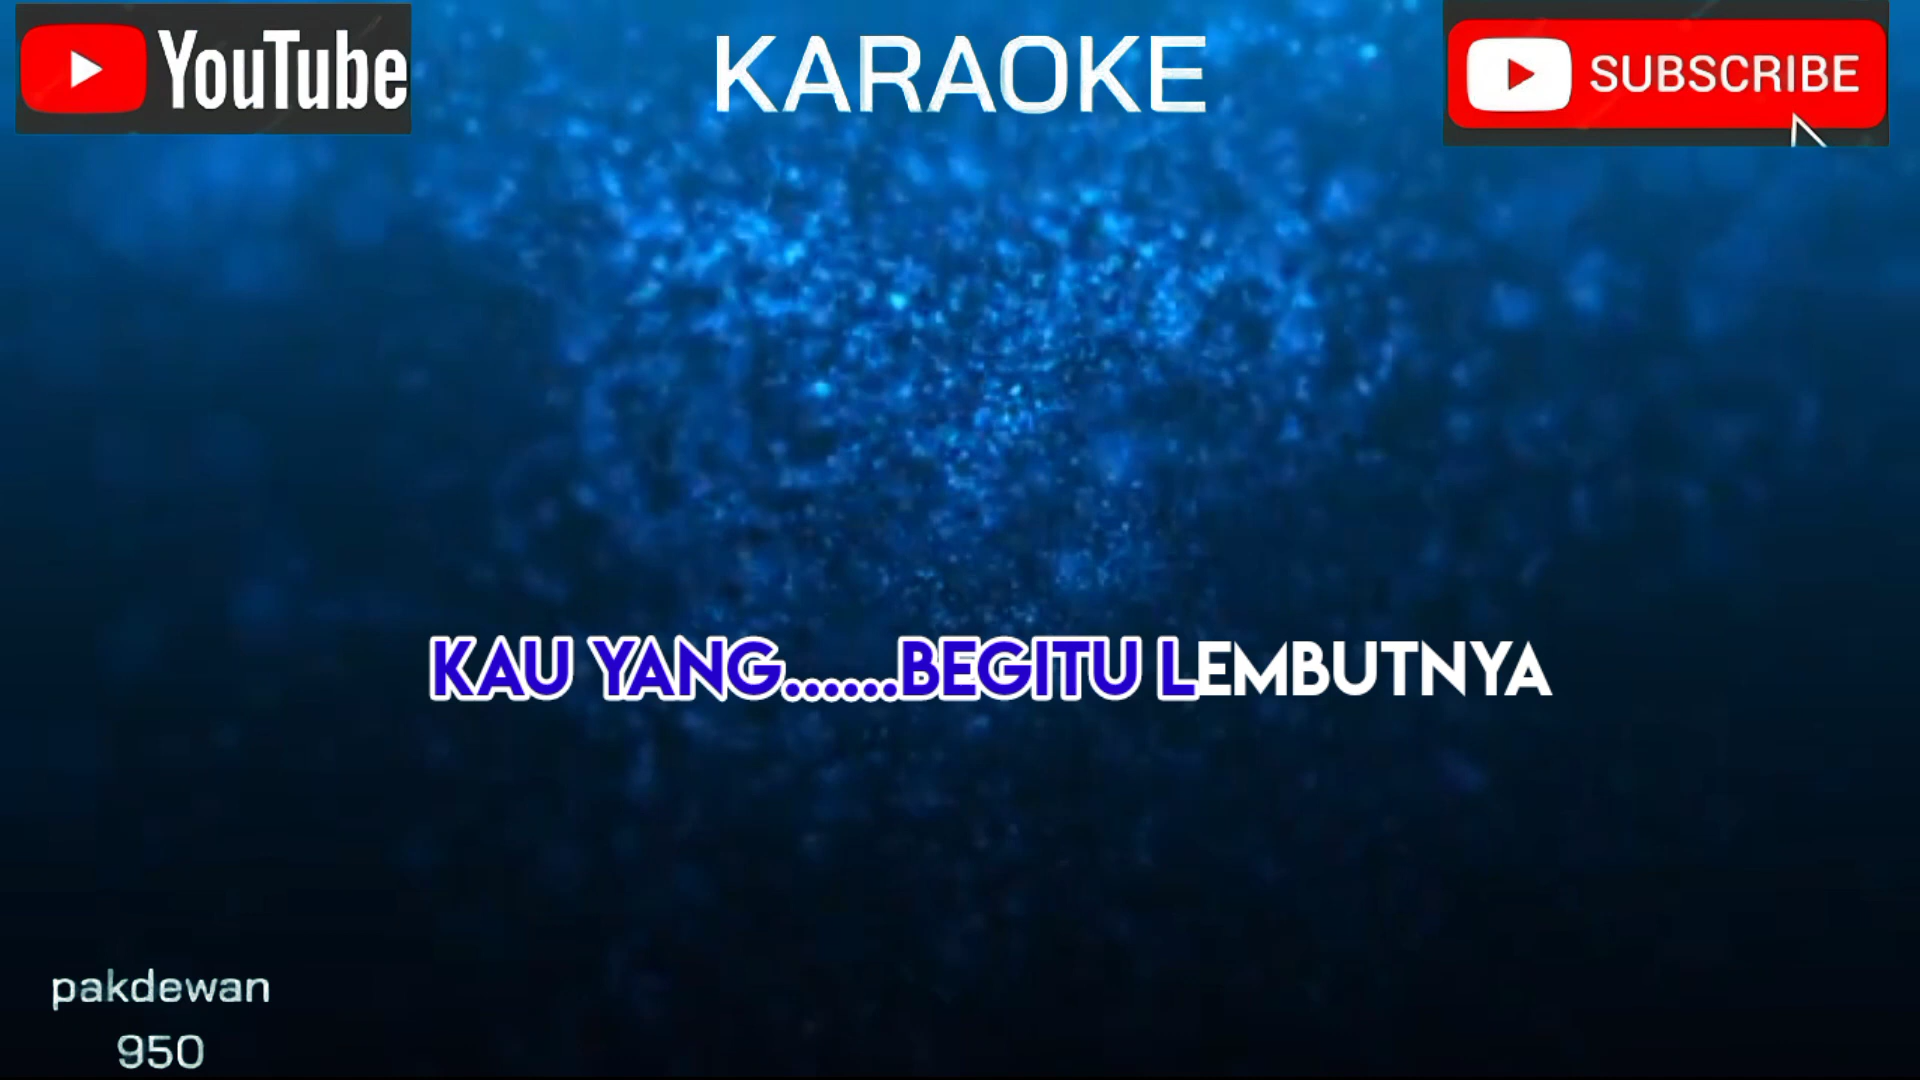 YouTube
KARAOKE
SUBSCRIBE
KAU YANG......BEGITU LEMBUTNYA
pakdewan
950